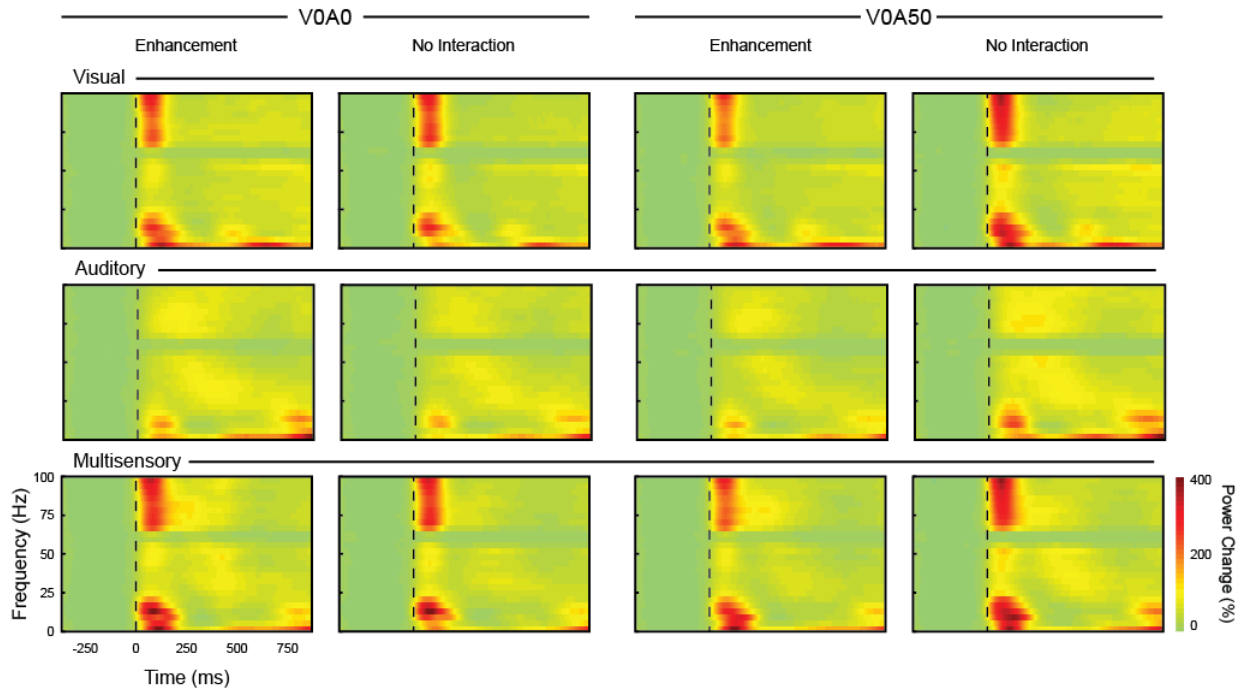 V0A0 V0A50
Enhancement No Interaction Enhancement No Interaction
Visual
Auditory
Multisensory
100
75
50
25
0
Frequency (Hz)
-250 0 250 500 750
Time (ms)
400
200
0
Power Change (%)